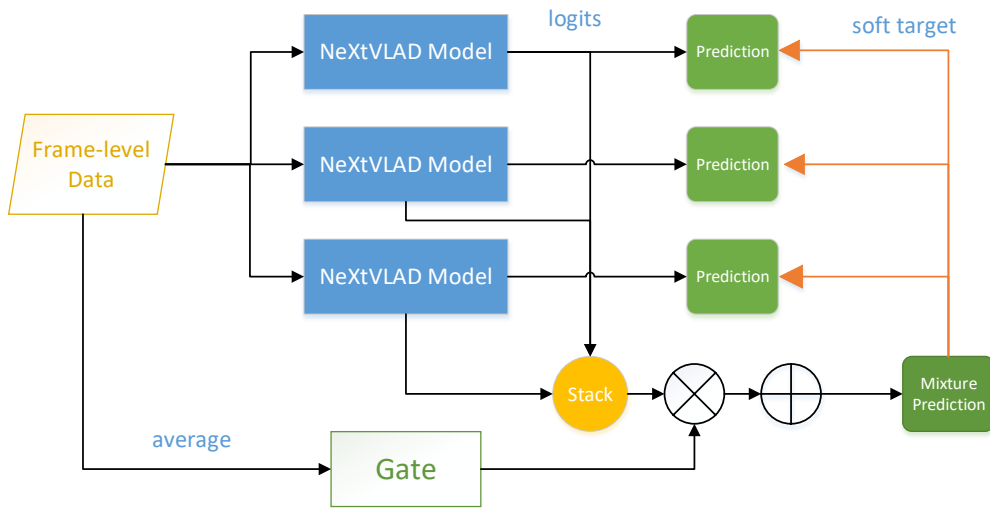 logits
soft target
NeXtVLAD Model
Prediction
Frame-level
Data
NeXtVLAD Model
Prediction
NeXtVLAD Model
Prediction
Stack
Mixture
Prediction
average
Gate